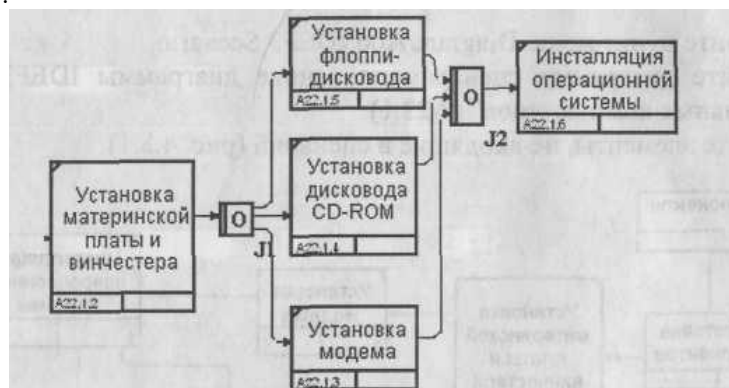 Установка
флоппи-
дисковода
A22.1.5
O
Инсталляция
операционной
системы
A22.1.6
J2
Установка
дисковода
CD-ROM
A22.1.4
Установка
материнской
платы и
винчестера
A22.1.2
O
J1
Установка
модема
A22.1.3